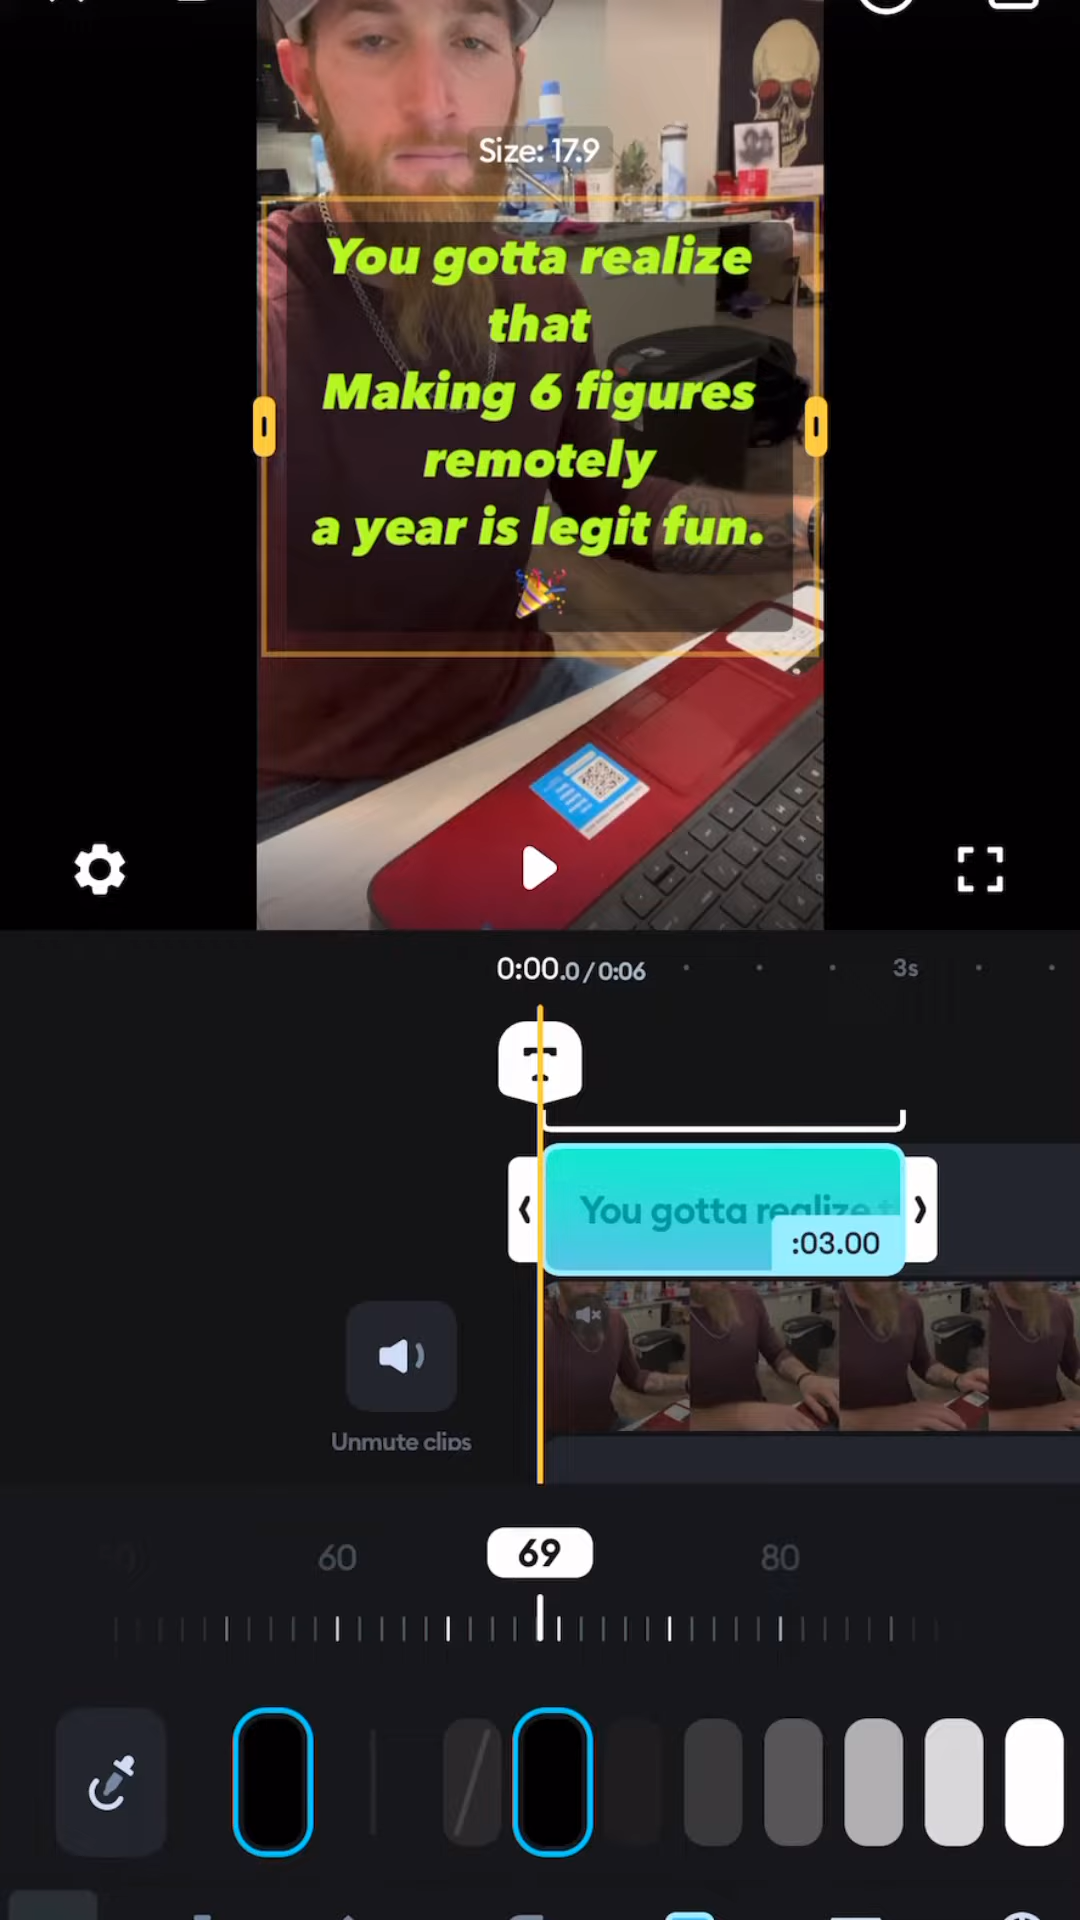 Size: 17.9
You gotta realize
that
Making 6 figures
remotely
a year is legit fun.
🎉
0:00.0 / 0:06
3s
You gotta realize
:03.00
Unmute clips
60
69
80